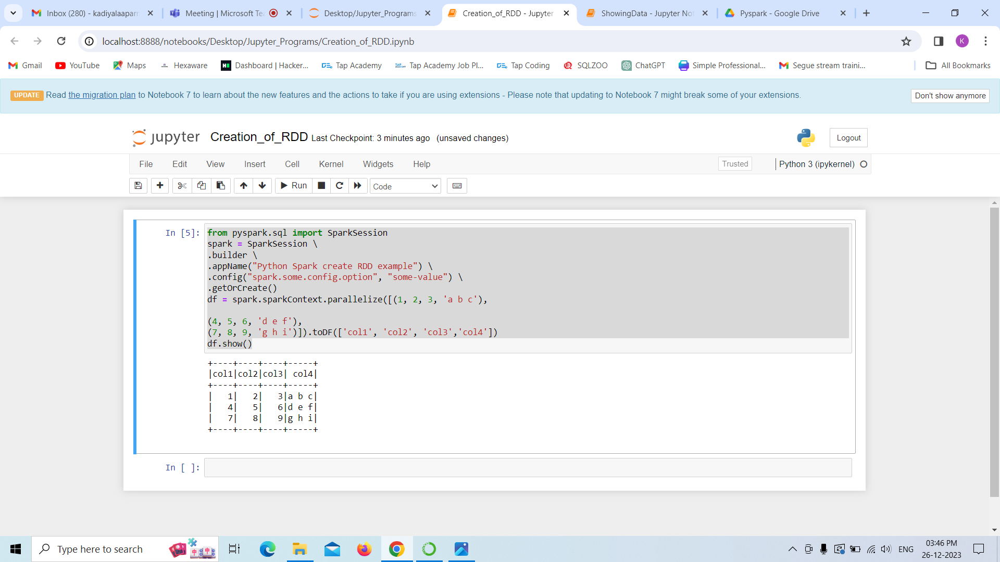 Inbox (280) - kadiyalaaparn
Meeting | Microsoft Tea
Desktop/Jupyter_Programs
Creation_of_RDD - Jupyter
ShowingData - Jupyter Not
Pyspark - Google Drive
localhost:8888/notebooks/Desktop/Jupyter_Programs/Creation_of_RDD.ipynb
K
Gmail YouTube Maps Hexaware Dashboard | Hacker... Tap Academy Tap Academy Job Pl... Tap Coding SQLZOO ChatGPT Simple Professional... Segue stream traini... All Bookmarks
UPDATE Read the migration plan to Notebook 7 to learn about the new features and the actions to take if you are using extensions - Please note that updating to Notebook 7 might break some of your extensions.
Don't show anymore
jupyter Creation_of_RDD Last Checkpoint: 3 minutes ago (unsaved changes)
Logout
File Edit View Insert Cell Kernel Widgets Help
Trusted
Python 3 (ipykernel)
Run
Code
In [5]:
from pyspark.sql import SparkSession
spark = SparkSession \
.builder \
.appName("Python Spark create RDD example") \
.config("spark.some.config.option", "some-value") \
.getOrCreate()
df = spark.sparkContext.parallelize([(1, 2, 3, 'a b c'),
(4, 5, 6, 'd e f'),
(7, 8, 9, 'g h i')]).toDF(['col1', 'col2', 'col3','col4'])
df.show()
+----+----+----+-----+
|col1|col2|col3| col4|
+----+----+----+-----+
|   1|   2|   3|a b c|
|   4|   5|   6|d e f|
|   7|   8|   9|g h i|
+----+----+----+-----+
In [ ]:
Type here to search
ENG
03:46 PM
26-12-2023